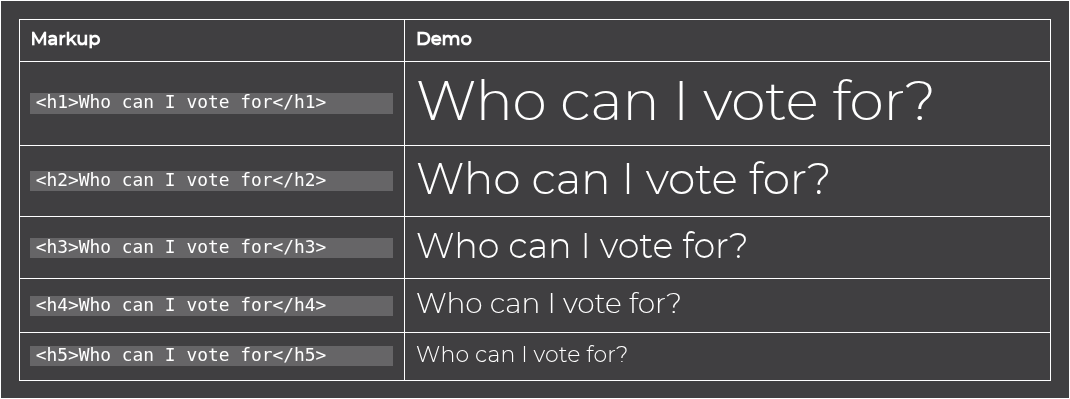 Markup Demo
<h1>Who can I vote for</h1> Who can I vote for?
<h2>Who can I vote for</h2> Who can I vote for?
<h3>Who can I vote for</h3> Who can I vote for?
<h4>Who can I vote for</h4> Who can I vote for?
<h5>Who can I vote for</h5> Who can I vote for?